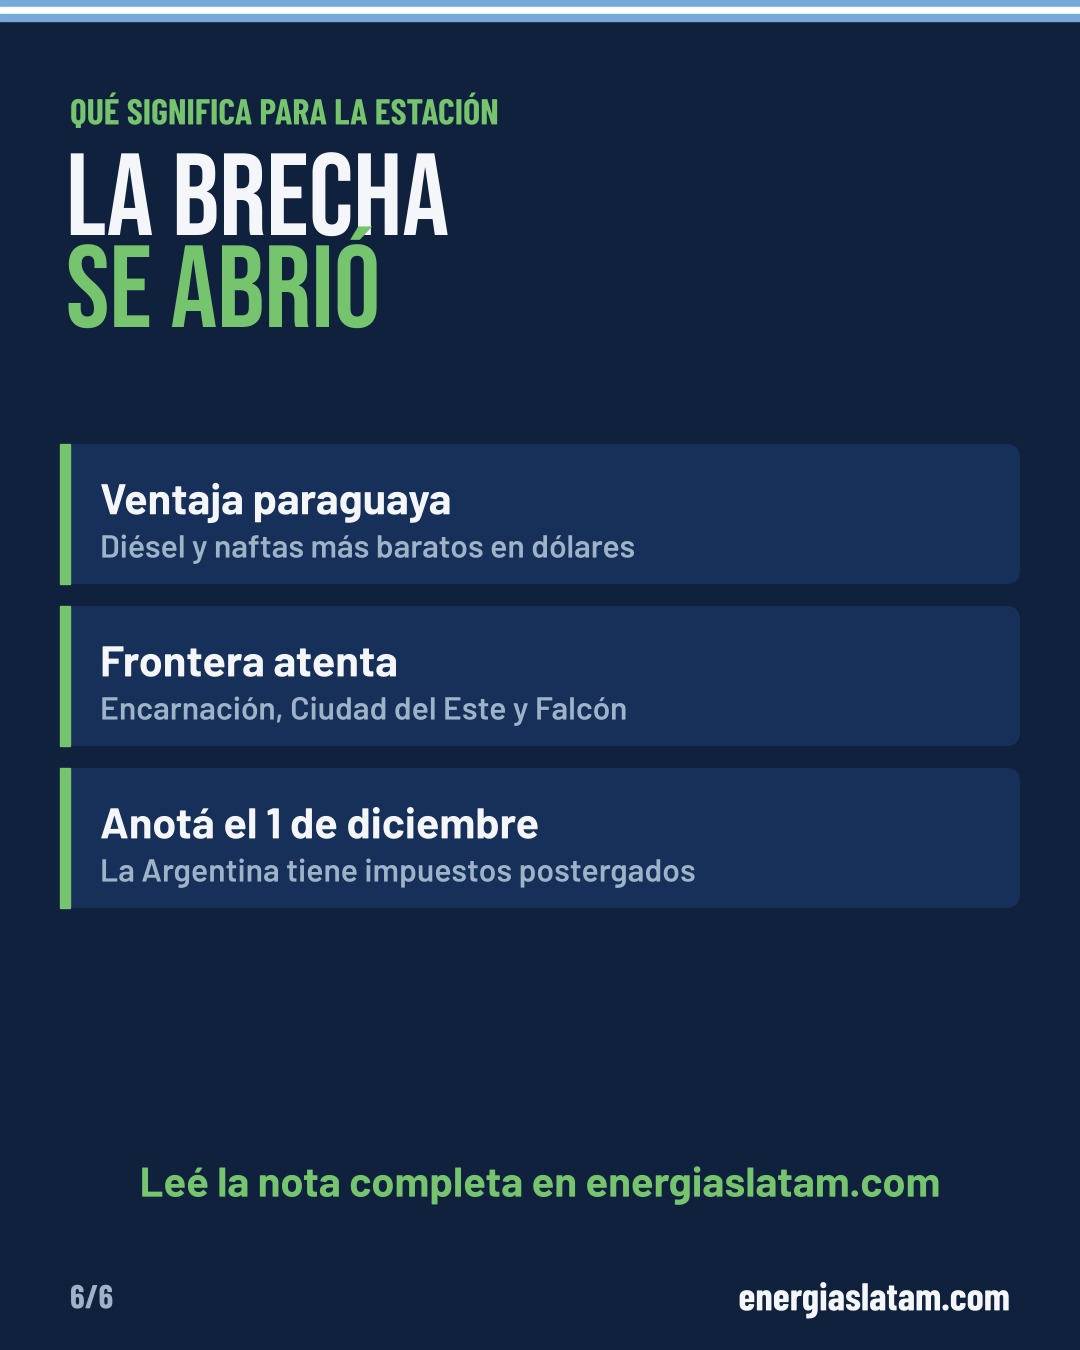 QUÉ SIGNIFICA PARA LA ESTACIÓN
LA BRECHA
SE ABRIÓ
Ventaja paraguaya
Diésel y naftas más baratos en dólares
Frontera atenta
Encarnación, Ciudad del Este y Falcón
Anotá el 1 de diciembre
La Argentina tiene impuestos postergados
Leé la nota completa en energiaslatam.com
6/6
energiaslatam.com